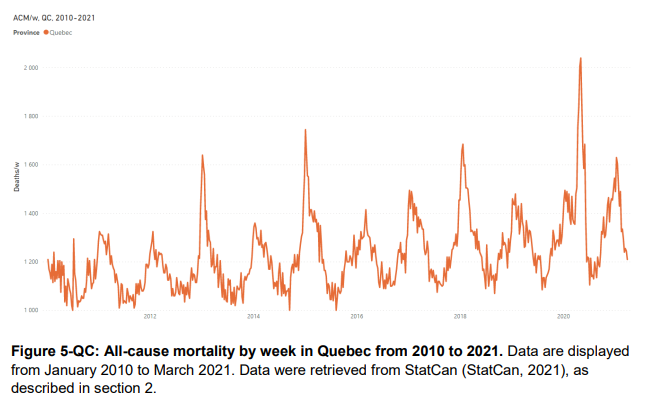 ACM/w, QC, 2010-2021
Province Quebec
2 000
1 800
1 600
Deaths/w
1 400
1 200
1 000
2012 2014 2016 2018 2020
Figure 5-QC: All-cause mortality by week in Quebec from 2010 to 2021. Data are displayed
from January 2010 to March 2021. Data were retrieved from StatCan (StatCan, 2021), as
described in section 2.